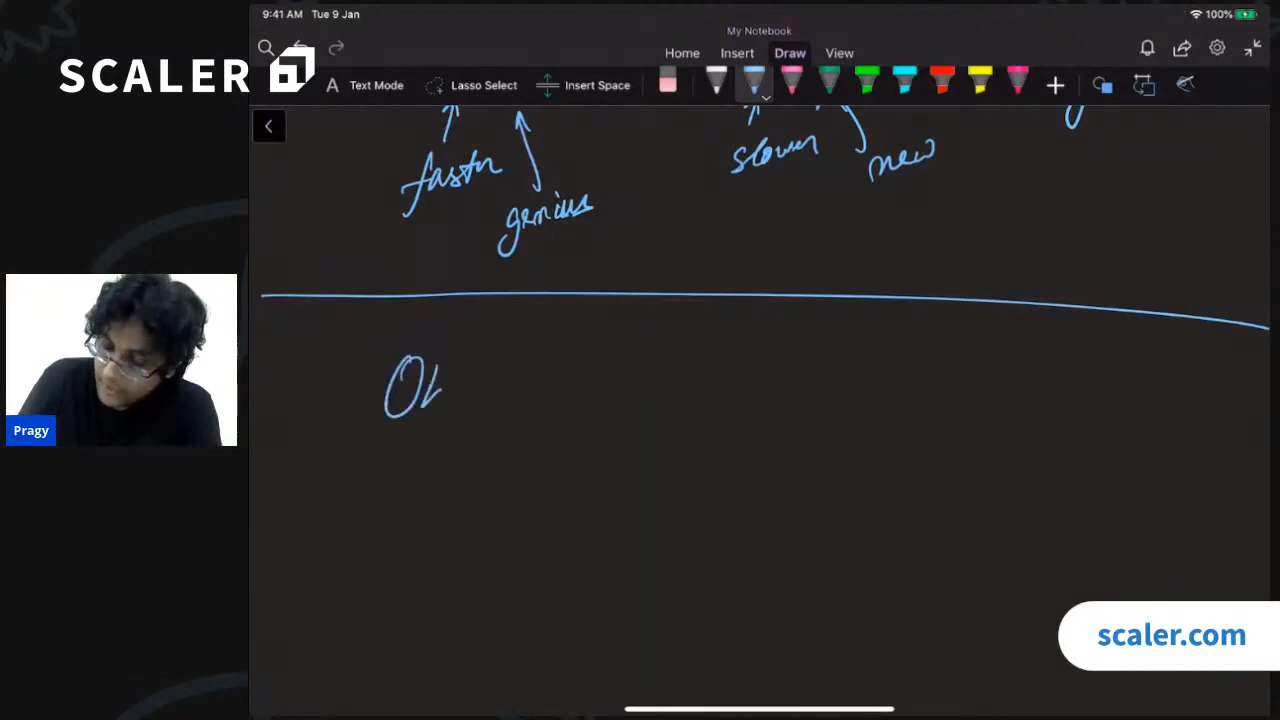 9:41 AM Tue 9 Jan
100%
My Notebook
Home Insert Draw View
SCALER
A Text Mode Lasso Select Insert Space
faster
genius
slower
new
Pragy
scaler.com